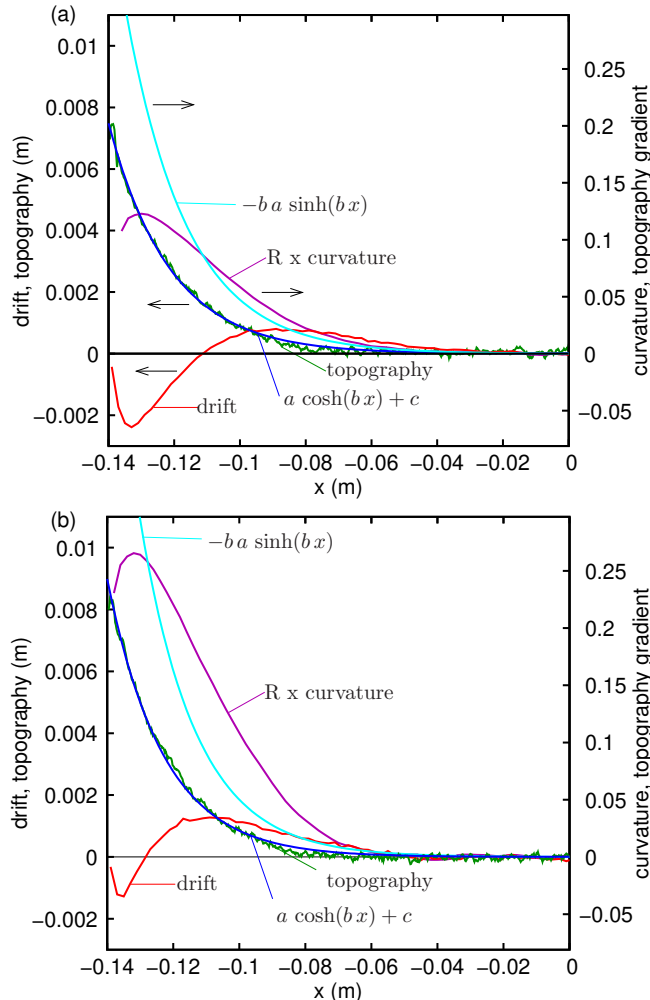 (a)
0.01
0.008
0.006
0.004
0.002
0
−0.002
drift, topography (m)
0.25
0.2
0.15
0.1
0.05
0
−0.05
curvature, topography gradient
−b a sinh(b x)
R x curvature
topography
drift
a cosh(b x) + c
−0.14 −0.12 −0.1 −0.08 −0.06 −0.04 −0.02 0
x (m)
(b)
0.01
0.008
0.006
0.004
0.002
0
−0.002
drift, topography (m)
0.25
0.2
0.15
0.1
0.05
0
−0.05
curvature, topography gradient
−b a sinh(b x)
R x curvature
drift
topography
a cosh(b x) + c
−0.14 −0.12 −0.1 −0.08 −0.06 −0.04 −0.02 0
x (m)